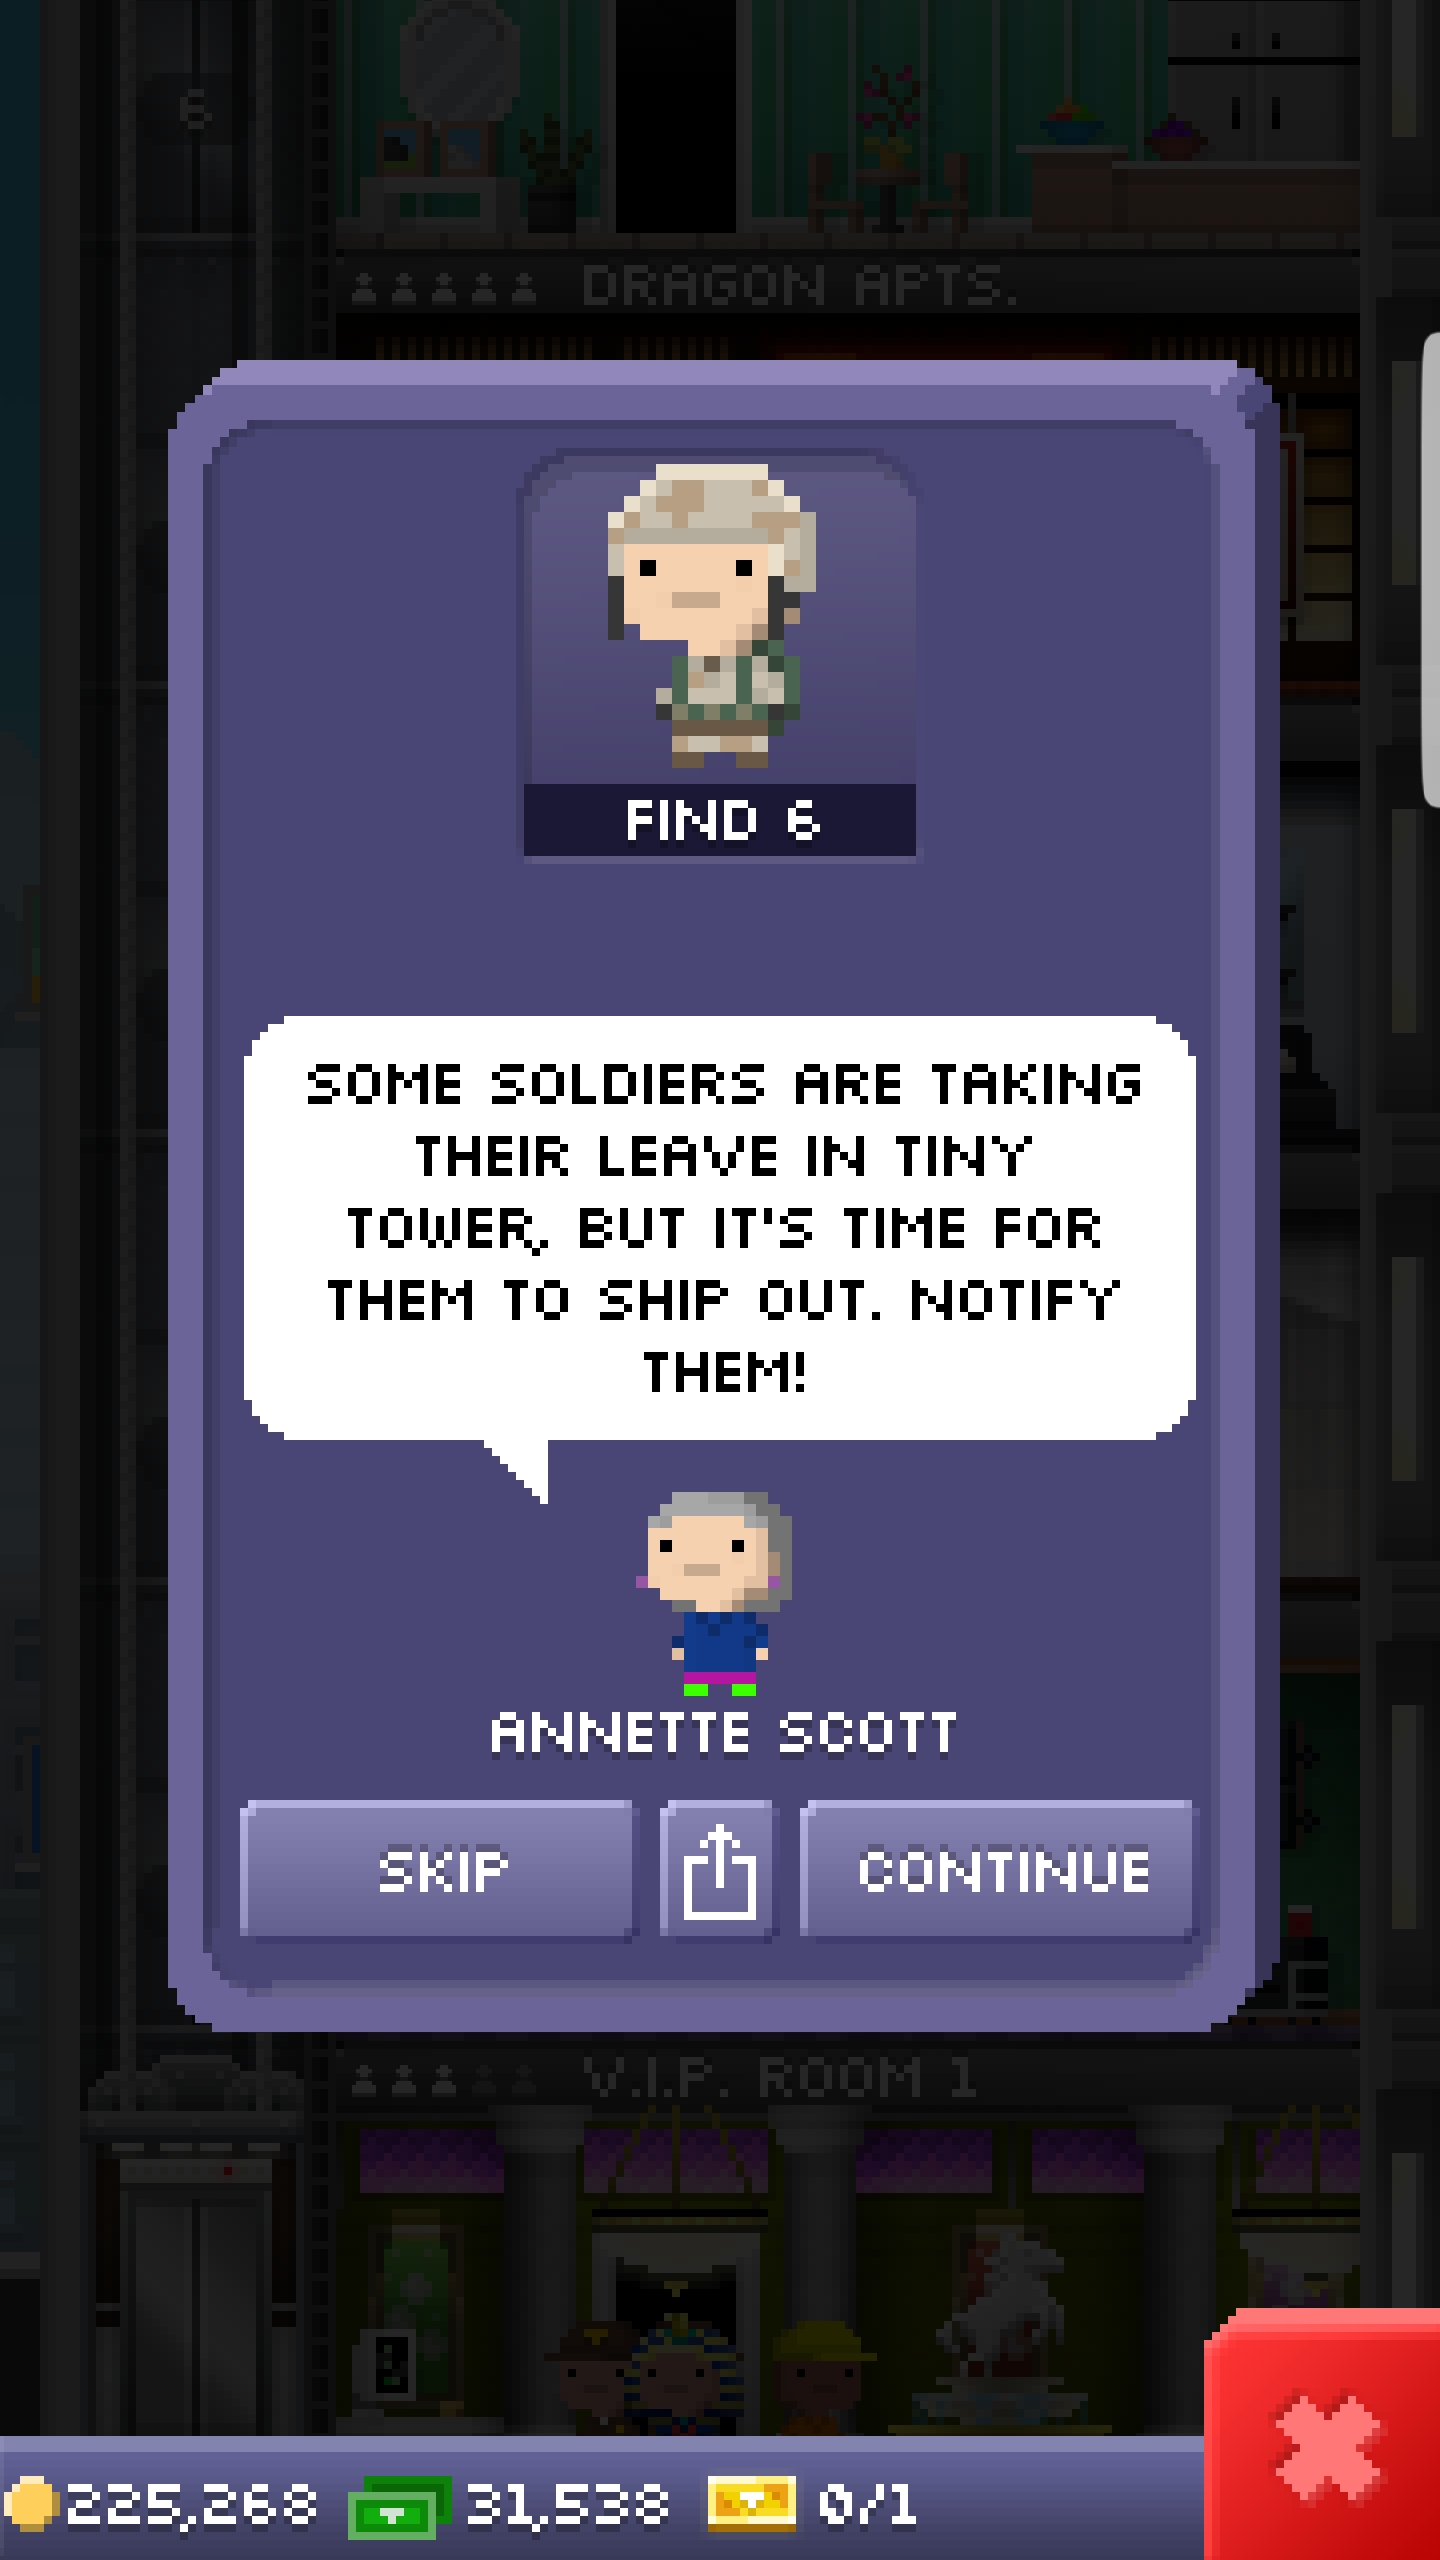 6
DRAGON APTS.
FIND 6
SOME SOLDIERS ARE TAKING
THEIR LEAVE IN TINY
TOWER, BUT IT'S TIME FOR
THEM TO SHIP OUT. NOTIFY
THEM!
ANNETTE SCOTT
SKIP
CONTINUE
V.I.P. ROOM 1
225,268
31,538
0/1